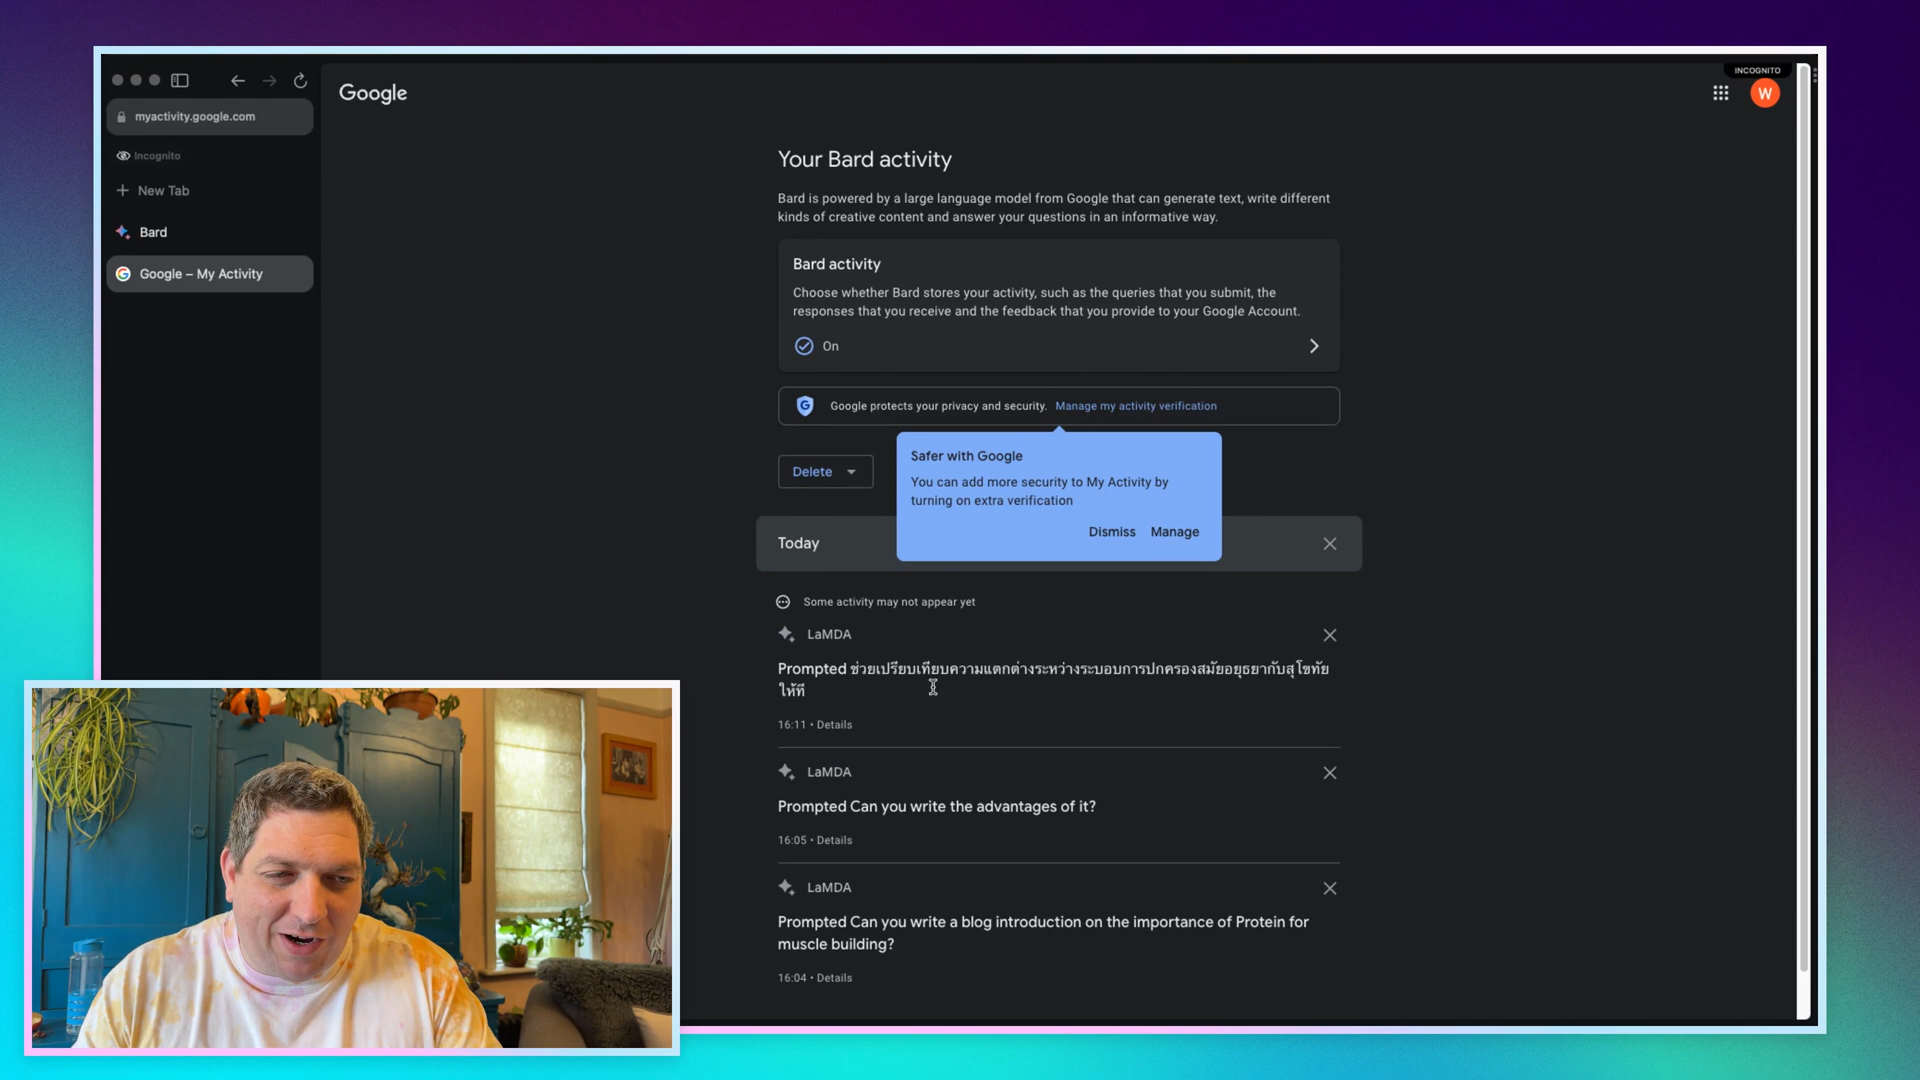 INCOGNITO
Google
W
myactivity.google.com
Incognito
New Tab
Bard
Google – My Activity
Your Bard activity
Bard is powered by a large language model from Google that can generate text, write different
kinds of creative content and answer your questions in an informative way.
Bard activity
Choose whether Bard stores your activity, such as the queries that you submit, the
responses that you receive and the feedback that you provide to your Google Account.
On
Google protects your privacy and security. Manage my activity verification
Safer with Google
You can add more security to My Activity by
turning on extra verification
Dismiss Manage
Delete
Today
Some activity may not appear yet
LaMDA
Prompted ช่วยเปรียบเทียบความแตกต่างระหว่างระบอบการปกครองสมัยอยุธยากับสุโขทัย
ให้ที
16:11 • Details
LaMDA
Prompted Can you write the advantages of it?
16:05 • Details
LaMDA
Prompted Can you write a blog introduction on the importance of Protein for
muscle building?
16:04 • Details